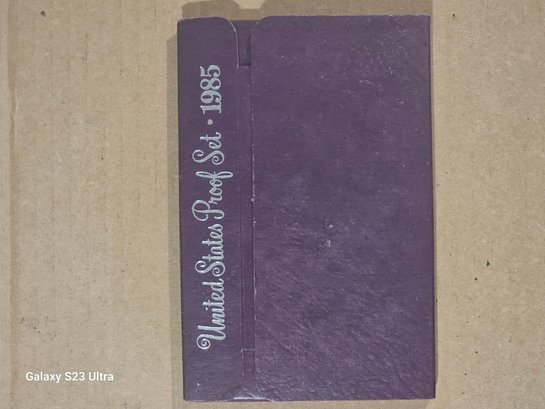 United States Proof Set · 1985
Galaxy S23 Ultra